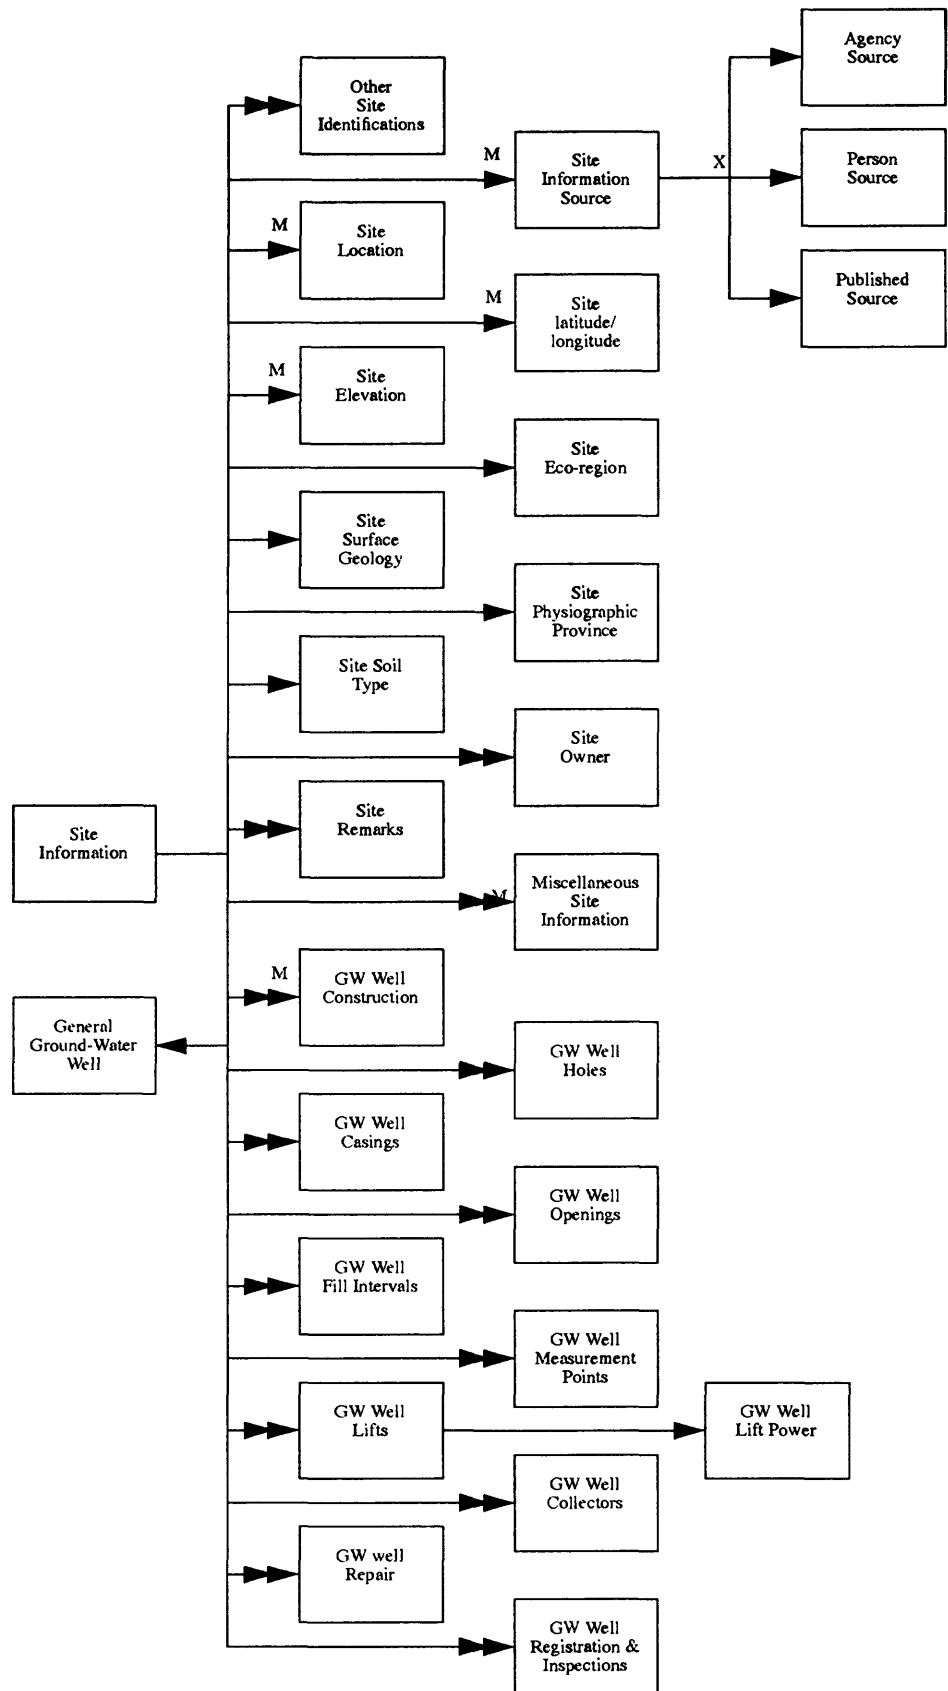 Agency
Source
Other
Site
Identifications
M
Site
Information
Source
X
Person
Source
M
Site
Location
Published
Source
M
Site
latitude/
longitude
M
Site
Elevation
Site
Eco-region
Site
Surface
Geology
Site
Physiographic
Province
Site Soil
Type
Site
Owner
Site
Information
Site
Remarks
M
Miscellaneous
Site
Information
M
GW Well
Construction
General
Ground-Water
Well
GW Well
Holes
GW Well
Casings
GW Well
Openings
GW Well
Fill Intervals
GW Well
Measurement
Points
GW Well
Lifts
GW Well
Lift Power
GW Well
Collectors
GW well
Repair
GW Well
Registration &
Inspections